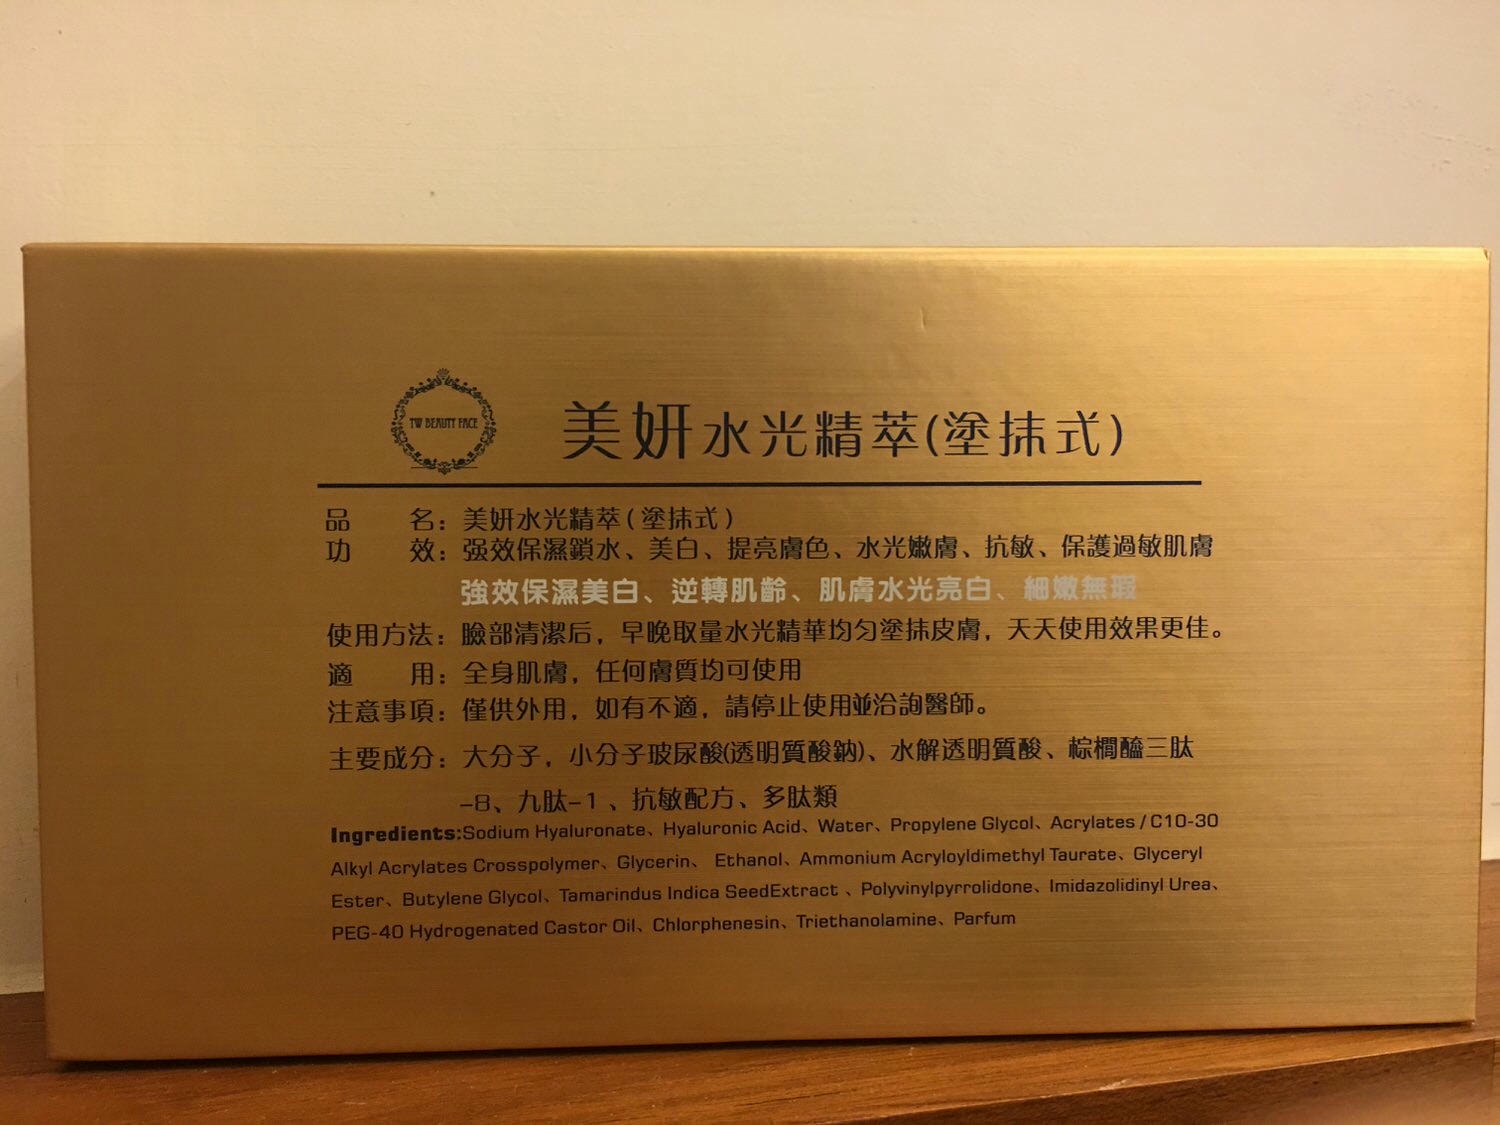 TW BEAUTY FACE
美妍水光精萃(塗抹式)
品　　名：美妍水光精萃(塗抹式)
功　　效：强效保濕鎖水、美白、提亮膚色、水光嫩膚、抗敏、保護過敏肌膚
強效保濕美白、逆轉肌齡、肌膚水光亮白、細嫩無瑕
使用方法：臉部清潔后，早晚取量水光精華均匀塗抹皮膚，天天使用效果更佳。
適　　用：全身肌膚，任何膚質均可使用
注意事項：僅供外用，如有不適，請停止使用並洽詢醫師。
主要成分：大分子，小分子玻尿酸(透明質酸鈉)、水解透明質酸、棕櫚醯三肽
-8、九肽-1、抗敏配方、多肽類
Ingredients:Sodium Hyaluronate、Hyaluronic Acid、Water、Propylene Glycol、Acrylates / C10-30
Alkyl Acrylates Crosspolymer、Glycerin、 Ethanol、Ammonium Acryloyldimethyl Taurate、Glyceryl
Ester、Butylene Glycol、Tamarindus Indica SeedExtract 、Polyvinylpyrrolidone、Imidazolidinyl Urea、
PEG-40 Hydrogenated Castor Oil、Chlorphenesin、Triethanolamine、Parfum